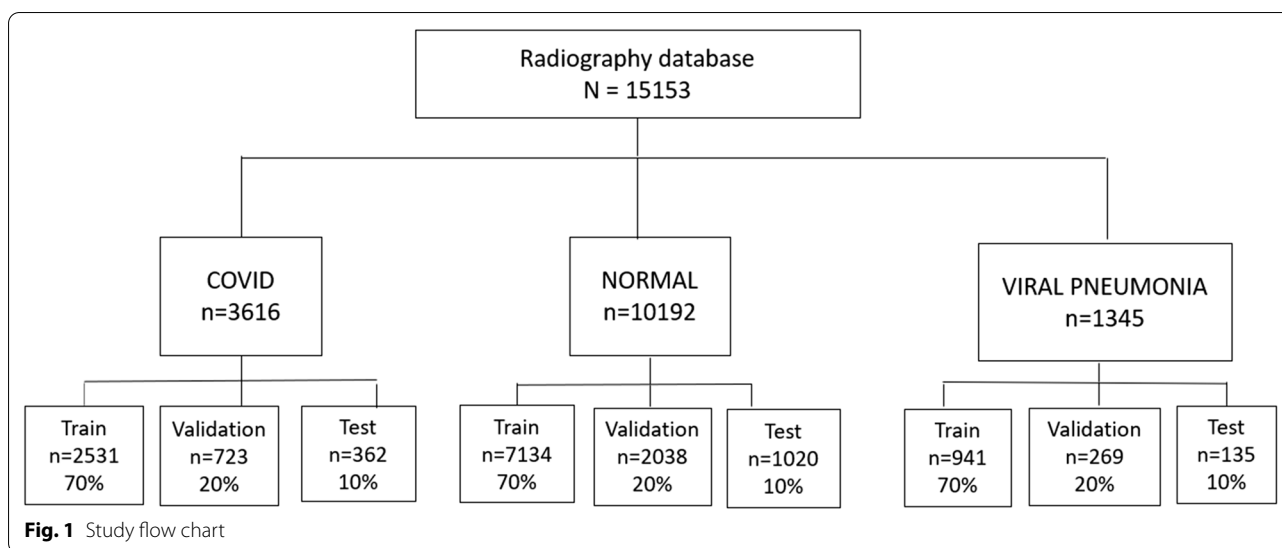 Radiography database
N = 15153
COVID
n=3616
NORMAL
n=10192
VIRAL PNEUMONIA
n=1345
Train
n=2531
70%
Validation
n=723
20%
Test
n=362
10%
Train
n=7134
70%
Validation
n=2038
20%
Test
n=1020
10%
Train
n=941
70%
Validation
n=269
20%
Test
n=135
10%
Fig. 1 Study flow chart